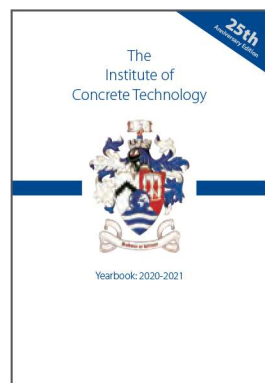 25th
Anniversary Edition
The
Institute of
Concrete Technology
Yearbook: 2020-2021